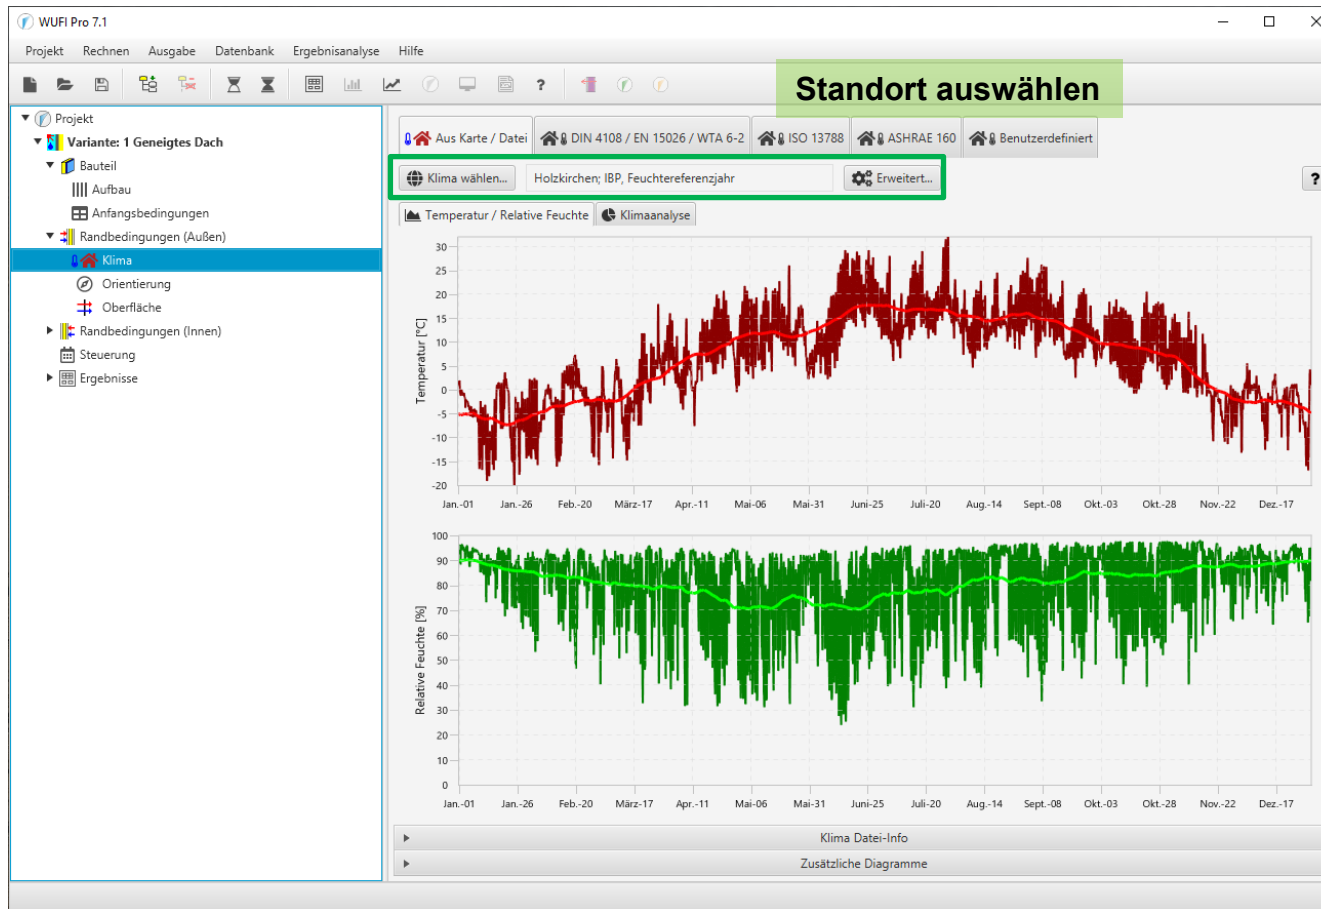 WUFI Pro 7.1
Projekt Rechnen Ausgabe Datenbank Ergebnisanalyse Hilfe
?
Standort auswählen
Projekt
Variante: 1 Geneigtes Dach
Bauteil
Aufbau
Anfangsbedingungen
Randbedingungen (Außen)
Klima
Orientierung
Oberfläche
Randbedingungen (Innen)
Steuerung
Ergebnisse
Aus Karte / Datei DIN 4108 / EN 15026 / WTA 6-2 ISO 13788 ASHRAE 160 Benutzerdefiniert
Klima wählen... Holzkirchen; IBP, Feuchtereferenzjahr Erweitert... ?
Temperatur / Relative Feuchte Klimaanalyse
Temperatur [°C]
30
25
20
15
10
5
0
-5
-10
-15
-20
Jan.-01 Jan.-26 Feb.-20 März-17 Apr.-11 Mai-06 Mai-31 Juni-25 Juli-20 Aug.-14 Sept.-08 Okt.-03 Okt.-28 Nov.-22 Dez.-17
Relative Feuchte [%]
100
90
80
70
60
50
40
30
20
10
0
Jan.-01 Jan.-26 Feb.-20 März-17 Apr.-11 Mai-06 Mai-31 Juni-25 Juli-20 Aug.-14 Sept.-08 Okt.-03 Okt.-28 Nov.-22 Dez.-17
Klima Datei-Info
Zusätzliche Diagramme